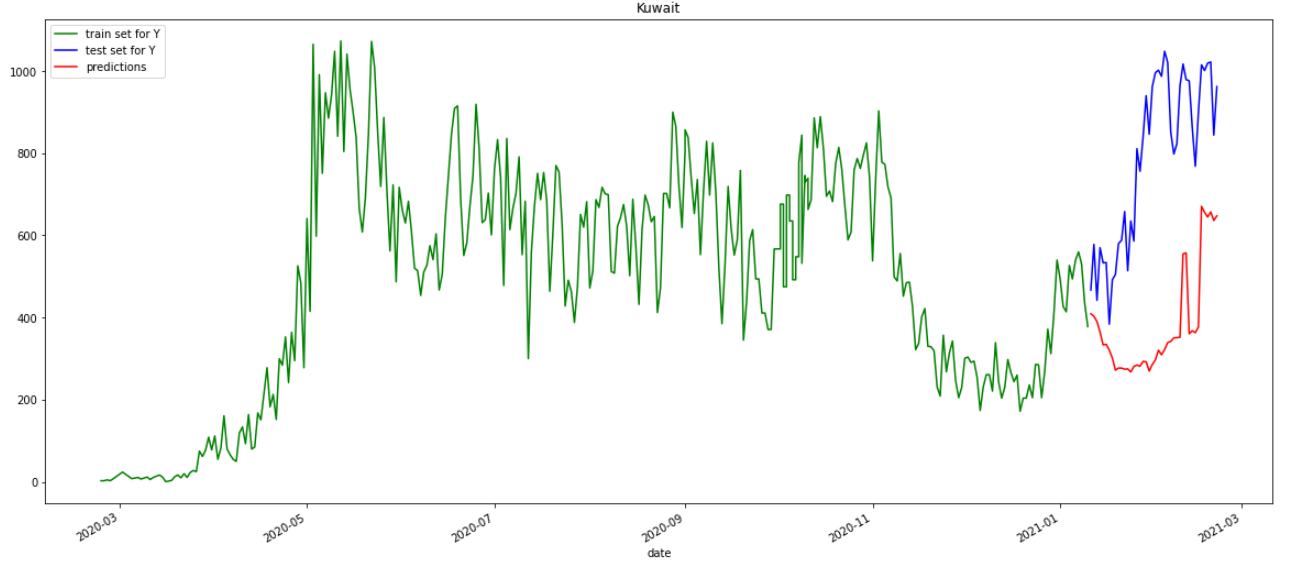 Kuwait
train set for Y
test set for Y
predictions
1000
800
600
400
200
0
2020-03
2020-05
2020-07
2020-09
2020-11
2021-01
2021-03
date